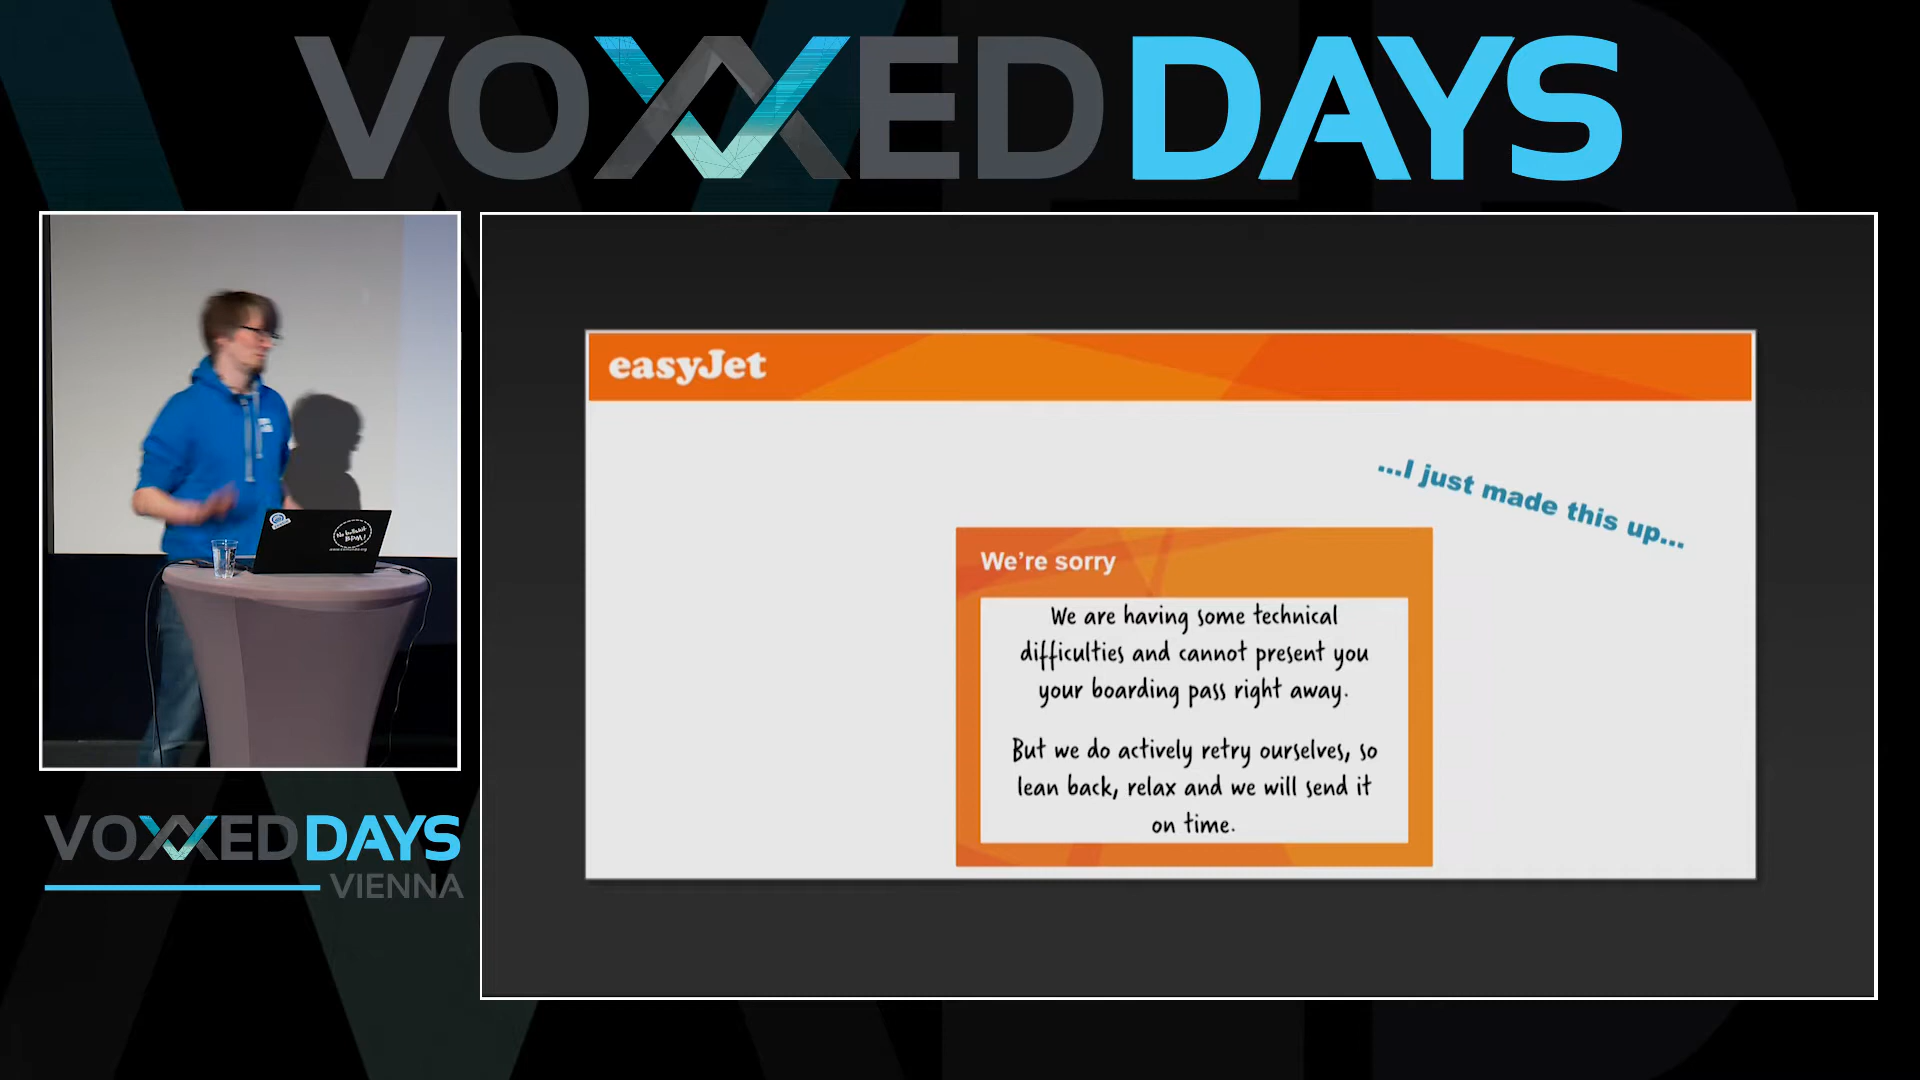 VOXXED DAYS
easyJet
...I just made this up...
We're sorry
We are having some technical
difficulties and cannot present you
your boarding pass right away.
But we do actively retry ourselves, so
lean back, relax and we will send it
on time.
VOXXED DAYS
VIENNA